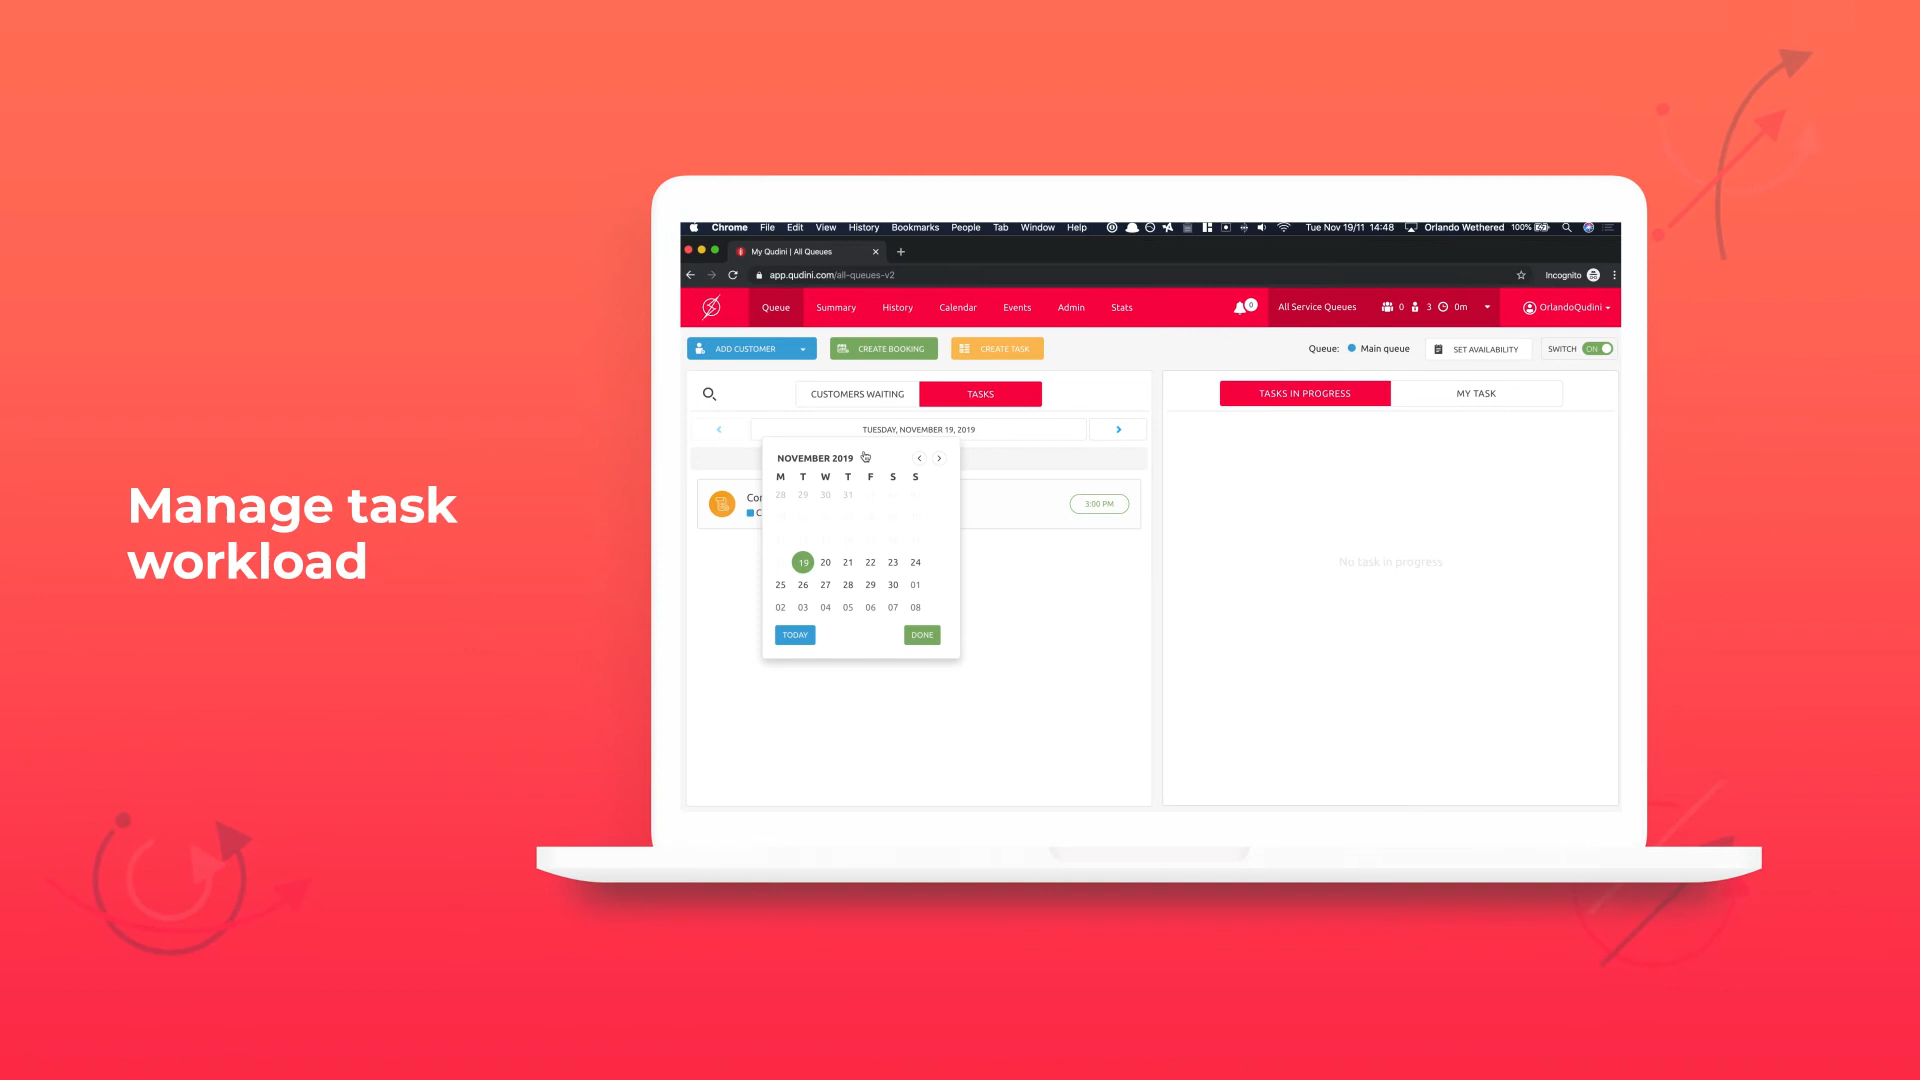 Manage task
workload
Chrome File Edit View History Bookmarks People Tab Window Help Tue Nov 19/11 14:48 Orlando Wethered 100%
My Qudini | All Queues
app.qudini.com/all-queues-v2 Incognito
Queue Summary History Calendar Events Admin Stats 0 All Service Queues 0 3 0m OrlandoQudini
ADD CUSTOMER CREATE BOOKING CREATE TASK Queue: Main queue SET AVAILABILITY SWITCH ON
CUSTOMERS WAITING TASKS TASKS IN PROGRESS MY TASK
TUESDAY, NOVEMBER 19, 2019
NOVEMBER 2019
M T W T F S S
28 29 30 31
3:00 PM
19 20 21 22 23 24
No task in progress
25 26 27 28 29 30 01
02 03 04 05 06 07 08
TODAY DONE